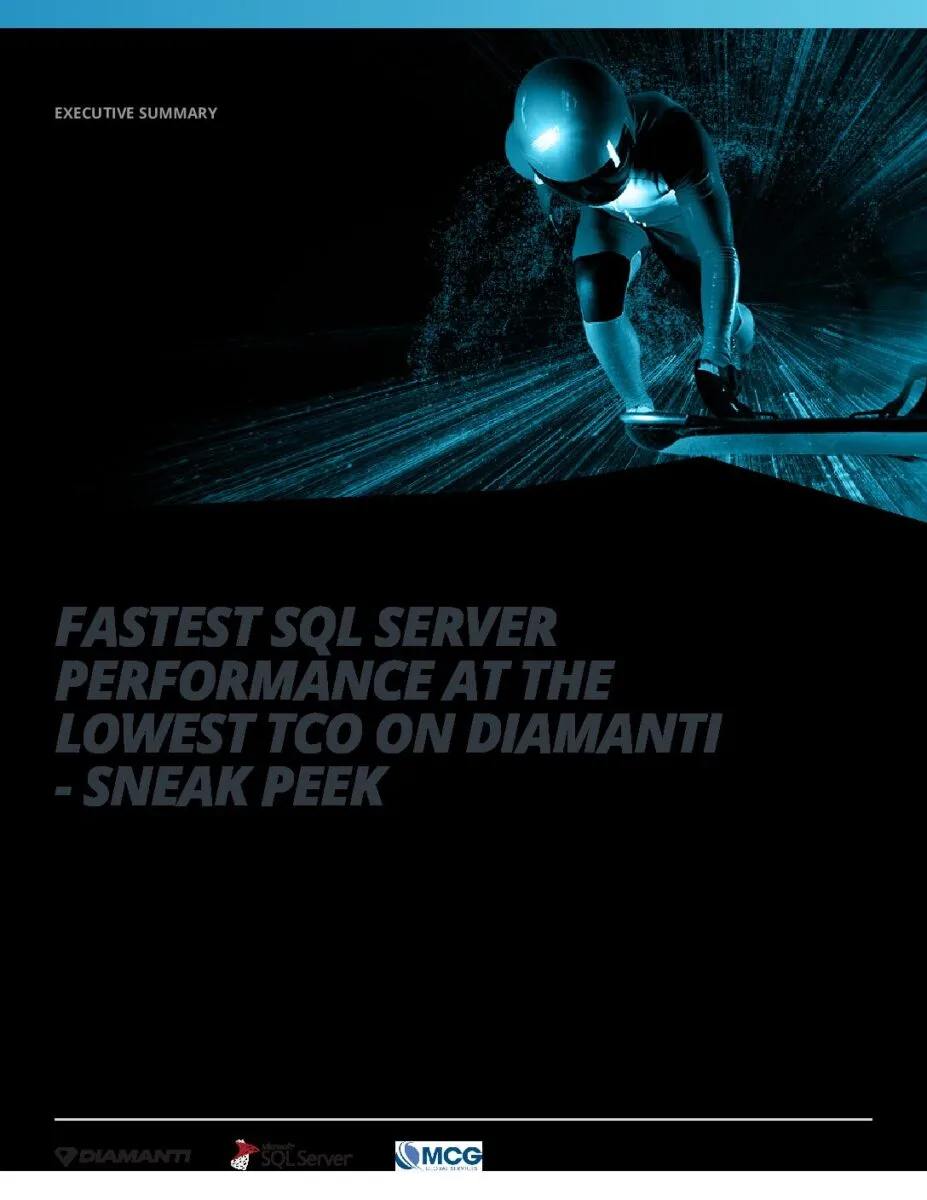 EXECUTIVE SUMMARY
FASTEST SQL SERVER
PERFORMANCE AT THE
LOWEST TCO ON DIAMANTI
- SNEAK PEEK
DIAMANTI
Microsoft
SQL Server
MCG
GLOBAL SERVICES